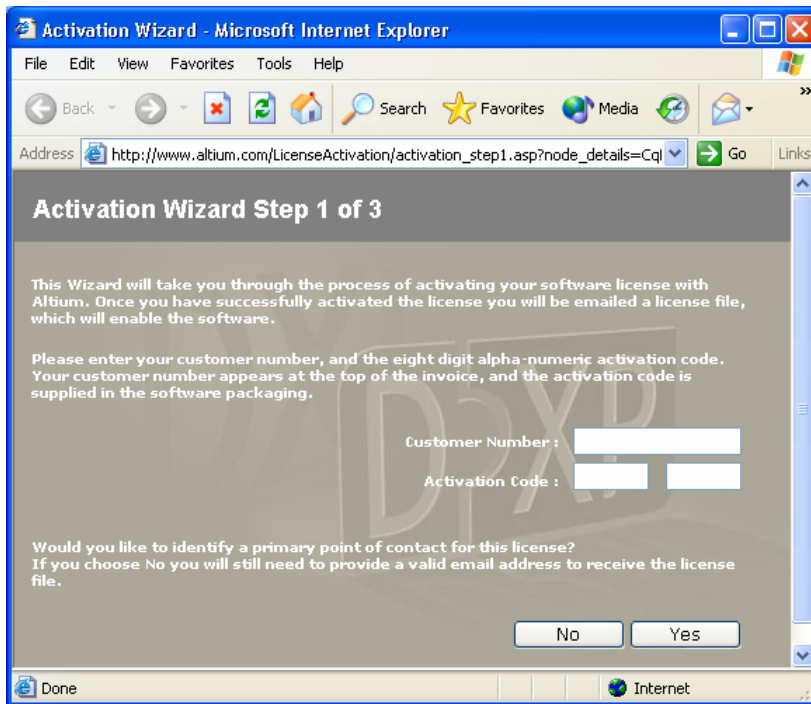 Activation Wizard - Microsoft Internet Explorer
File Edit View Favorites Tools Help
Back Search Favorites Media »
Address http://www.altium.com/LicenseActivation/activation_step1.asp?node_details=Cql Go Links
Activation Wizard Step 1 of 3
This Wizard will take you through the process of activating your software license with
Altium. Once you have successfully activated the license you will be emailed a license file,
which will enable the software.
Please enter your customer number, and the eight digit alpha-numeric activation code.
Your customer number appears at the top of the invoice, and the activation code is
supplied in the software packaging.
DXP
Customer Number :
Activation Code :
Would you like to identify a primary point of contact for this license?
If you choose No you will still need to provide a valid email address to receive the license
file.
No Yes
Done Internet